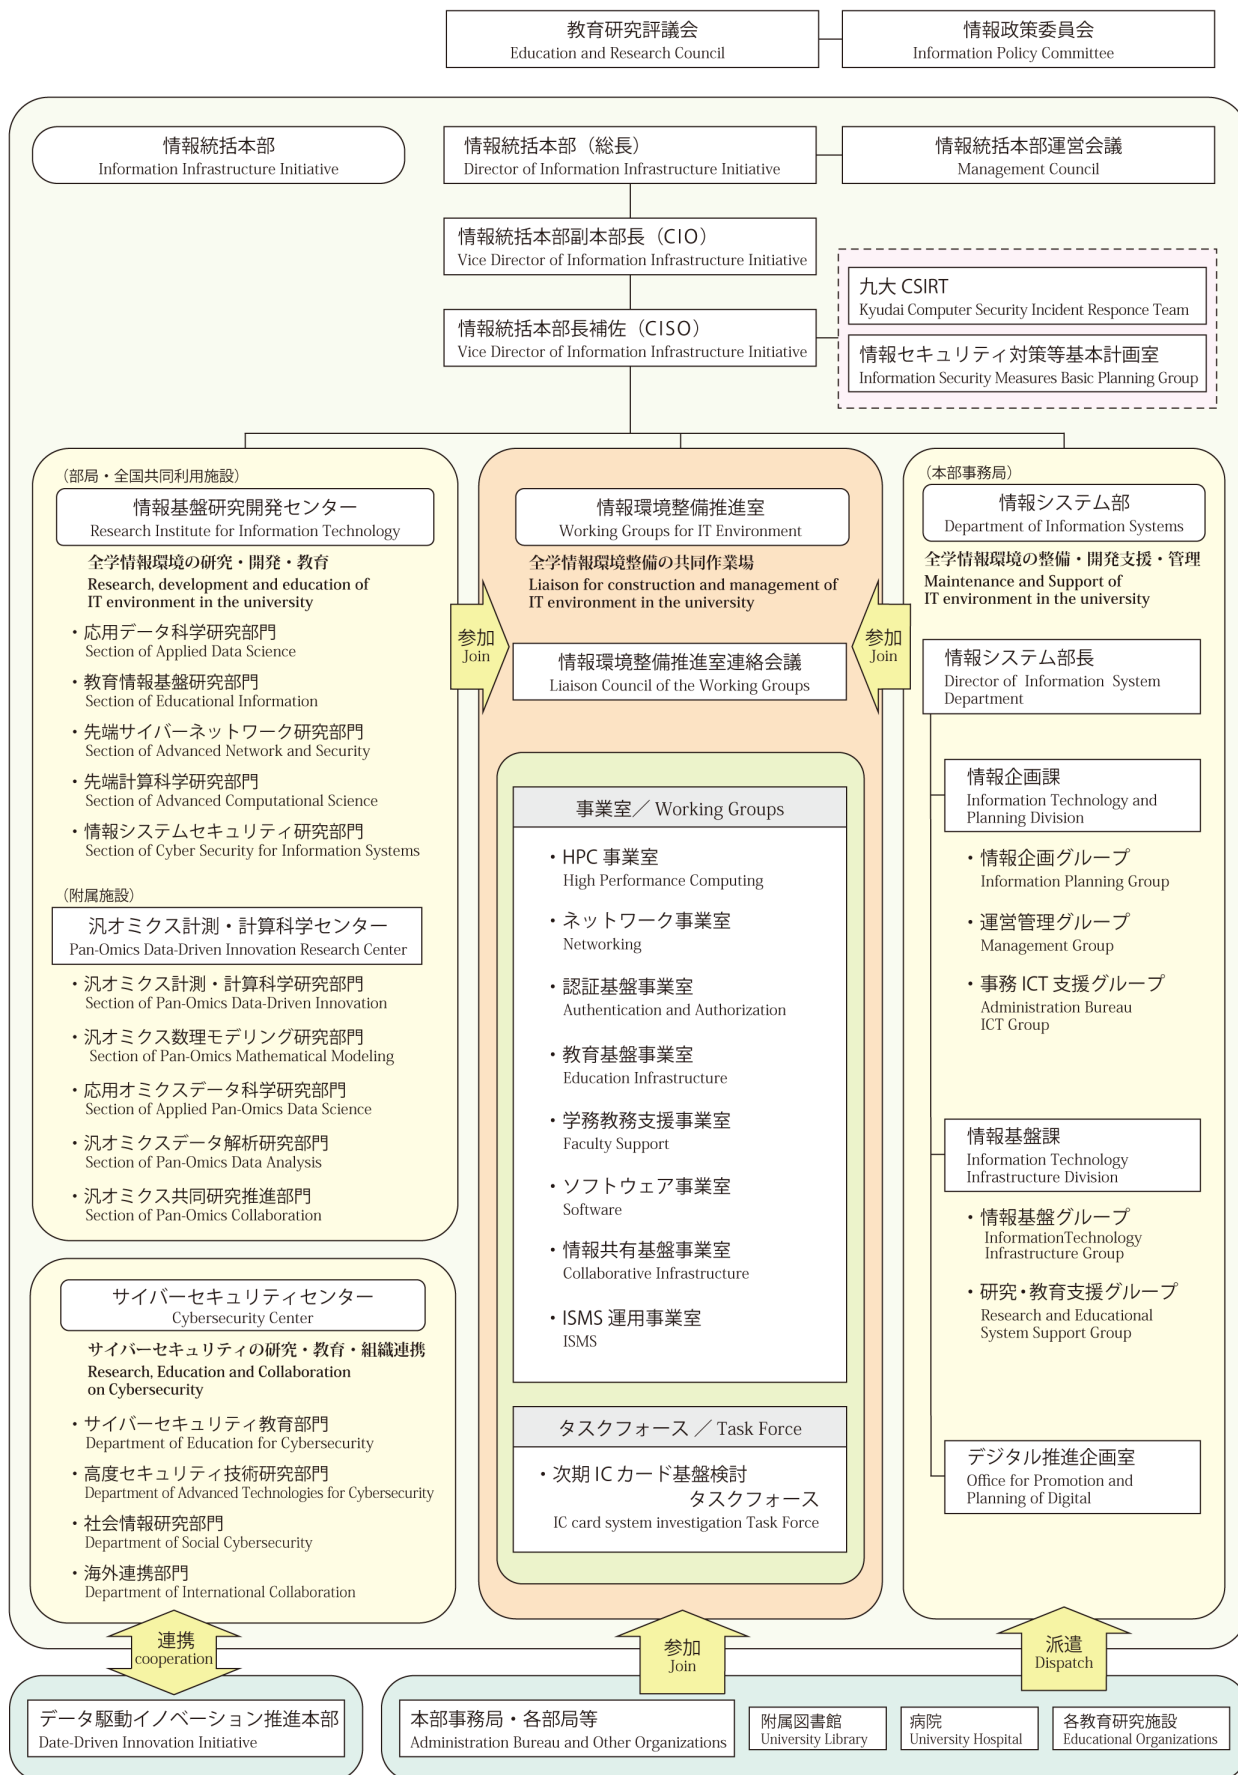 教育研究評議会
Education and Research Council
情報政策委員会
Information Policy Committee
情報統括本部
Information Infrastructure Initiative
情報統括本部（総長）
Director of Information Infrastructure Initiative
情報統括本部運営会議
Management Council
情報統括本部副本部長（CIO）
Vice Director of Information Infrastructure Initiative
情報統括本部長補佐（CISO）
Vice Director of Information Infrastructure Initiative
九大 CSIRT
Kyudai Computer Security Incident Responce Team
情報セキュリティ対策等基本計画室
Information Security Measures Basic Planning Group
（部局・全国共同利用施設）
情報基盤研究開発センター
Research Institute for Information Technology
全学情報環境の研究・開発・教育
Research, development and education of
IT environment in the university
・応用データ科学研究部門
Section of Applied Data Science
・教育情報基盤研究部門
Section of Educational Information
・先端サイバーネットワーク研究部門
Section of Advanced Network and Security
・先端計算科学研究部門
Section of Advanced Computational Science
・情報システムセキュリティ研究部門
Section of Cyber Security for Information Systems
（附属施設）
汎オミクス計測・計算科学センター
Pan-Omics Data-Driven Innovation Research Center
・汎オミクス計測・計算科学研究部門
Section of Pan-Omics Data-Driven Innovation
・汎オミクス数理モデリング研究部門
Section of Pan-Omics Mathematical Modeling
・応用オミクスデータ科学研究部門
Section of Applied Pan-Omics Data Science
・汎オミクスデータ解析研究部門
Section of Pan-Omics Data Analysis
・汎オミクス共同研究推進部門
Section of Pan-Omics Collaboration
サイバーセキュリティセンター
Cybersecurity Center
サイバーセキュリティの研究・教育・組織連携
Research, Education and Collaboration
on Cybersecurity
・サイバーセキュリティ教育部門
Department of Education for Cybersecurity
・高度セキュリティ技術研究部門
Department of Advanced Technologies for Cybersecurity
・社会情報研究部門
Department of Social Cybersecurity
・海外連携部門
Department of International Collaboration
参加
Join
情報環境整備推進室
Working Groups for IT Environment
全学情報環境整備の共同作業場
Liaison for construction and management of
IT environment in the university
情報環境整備推進室連絡会議
Liaison Council of the Working Groups
事業室／ Working Groups
・HPC 事業室
High Performance Computing
・ネットワーク事業室
Networking
・認証基盤事業室
Authentication and Authorization
・教育基盤事業室
Education Infrastructure
・学務教務支援事業室
Faculty Support
・ソフトウェア事業室
Software
・情報共有基盤事業室
Collaborative Infrastructure
・ISMS 運用事業室
ISMS
タスクフォース ／ Task Force
・次期 IC カード基盤検討
タスクフォース
IC card system investigation Task Force
参加
Join
（本部事務局）
情報システム部
Department of Information Systems
全学情報環境の整備・開発支援・管理
Maintenance and Support of
IT environment in the university
情報システム部長
Director of Information System
Department
情報企画課
Information Technology and
Planning Division
・情報企画グループ
Information Planning Group
・運営管理グループ
Management Group
・事務 ICT 支援グループ
Administration Bureau
ICT Group
情報基盤課
Information Technology
Infrastructure Division
・情報基盤グループ
InformationTechnology
Infrastructure Group
・研究・教育支援グループ
Research and Educational
System Support Group
デジタル推進企画室
Office for Promotion and
Planning of Digital
連携
cooperation
参加
Join
派遣
Dispatch
データ駆動イノベーション推進本部
Date-Driven Innovation Initiative
本部事務局・各部局等
Administration Bureau and Other Organizations
附属図書館
University Library
病院
University Hospital
各教育研究施設
Educational Organizations